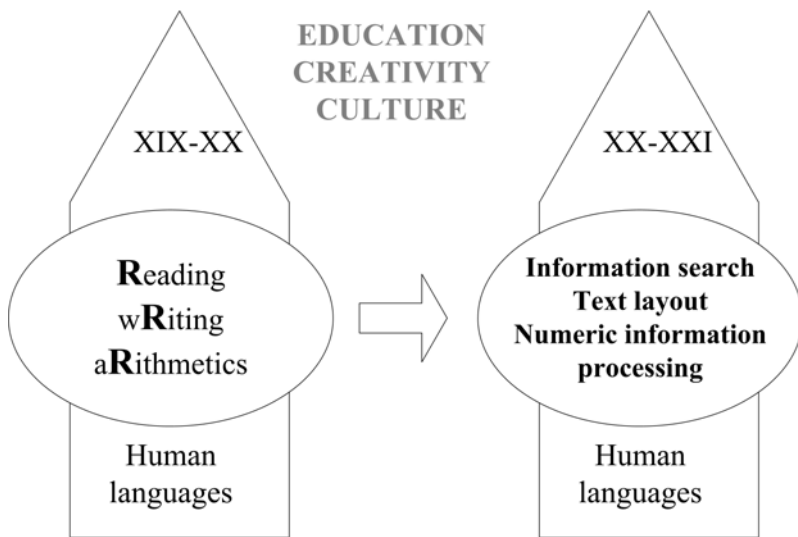 EDUCATION
CREATIVITY
CULTURE
XIX-XX
Reading
wRiting
aRithmetics
Human
languages
XX-XXI
Information search
Text layout
Numeric information
processing
Human
languages